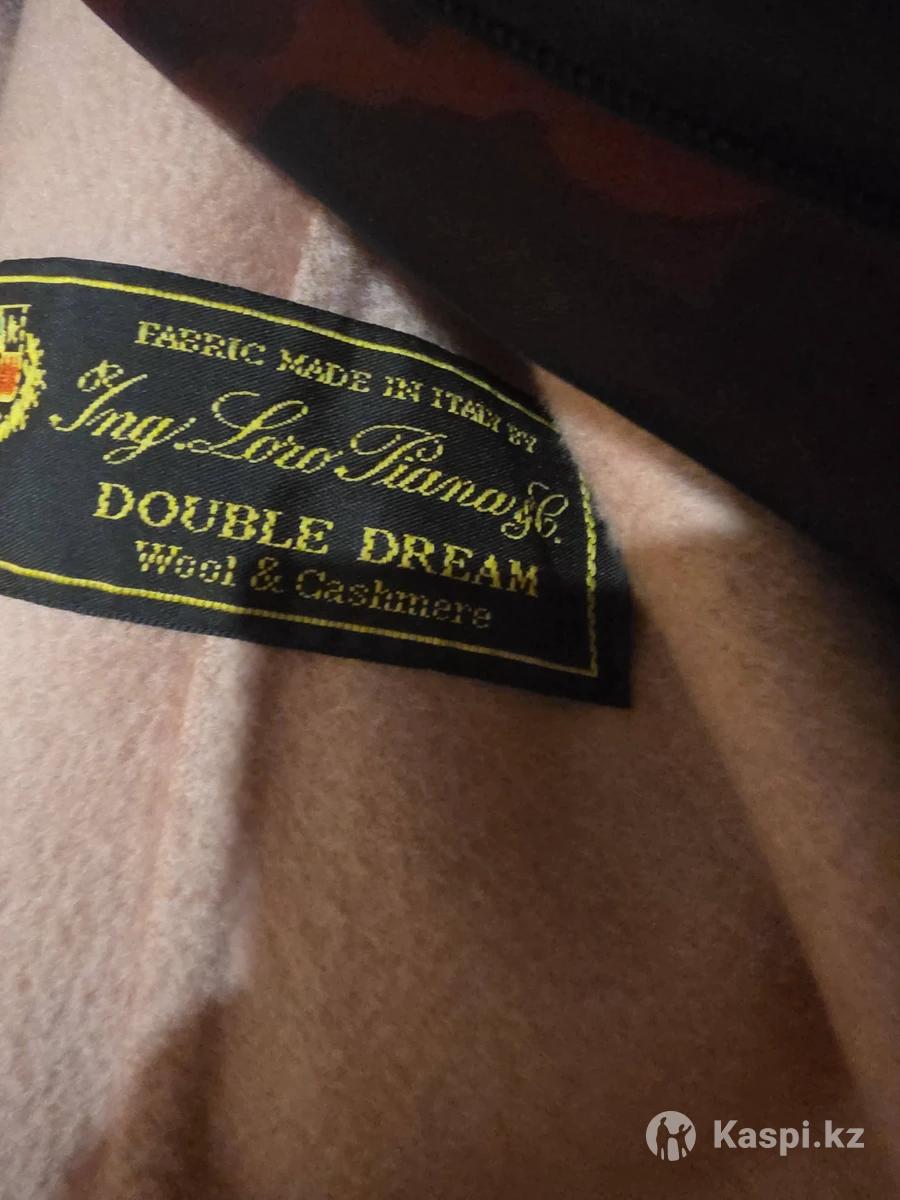 FABRIC MADE IN ITALY BY
Ing. Loro Piana & C.
DOUBLE DREAM
Wool & Cashmere
Kaspi.kz